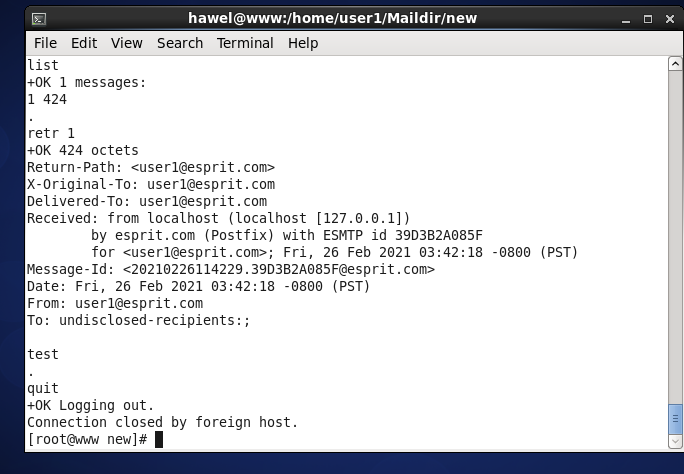 hawel@www:/home/user1/Maildir/new
File Edit View Search Terminal Help
list
+OK 1 messages:
1 424
.
retr 1
+OK 424 octets
Return-Path: <user1@esprit.com>
X-Original-To: user1@esprit.com
Delivered-To: user1@esprit.com
Received: from localhost (localhost [127.0.0.1])
        by esprit.com (Postfix) with ESMTP id 39D3B2A085F
        for <user1@esprit.com>; Fri, 26 Feb 2021 03:42:18 -0800 (PST)
Message-Id: <20210226114229.39D3B2A085F@esprit.com>
Date: Fri, 26 Feb 2021 03:42:18 -0800 (PST)
From: user1@esprit.com
To: undisclosed-recipients:;

test
.
quit
+OK Logging out.
Connection closed by foreign host.
[root@www new]#